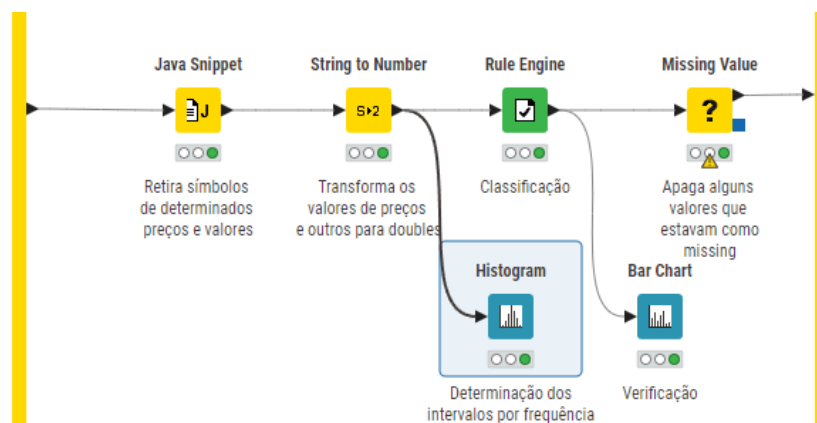 Java Snippet
String to Number
Rule Engine
Missing Value
J
S▸2
?
Retira símbolos
de determinados
preços e valores
Transforma os
valores de preços
e outros para doubles
Classificação
Apaga alguns
valores que
estavam como
missing
Histogram
Bar Chart
Determinação dos
intervalos por frequência
Verificação